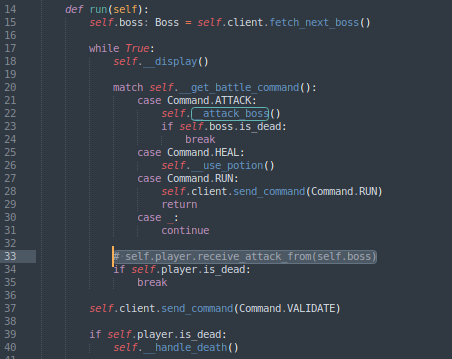 14 def run(self):
15 self.boss: Boss = self.client.fetch_next_boss()
16
17 while True:
18 self.__display()
19
20 match self.__get_battle_command():
21 case Command.ATTACK:
22 self.__attack_boss()
23 if self.boss.is_dead:
24 break
25 case Command.HEAL:
26 self.__use_potion()
27 case Command.RUN:
28 self.client.send_command(Command.RUN)
29 return
30 case _:
31 continue
32
33 # self.player.receive_attack_from(self.boss)
34 if self.player.is_dead:
35 break
36
37 self.client.send_command(Command.VALIDATE)
38
39 if self.player.is_dead:
40 self.__handle_death()